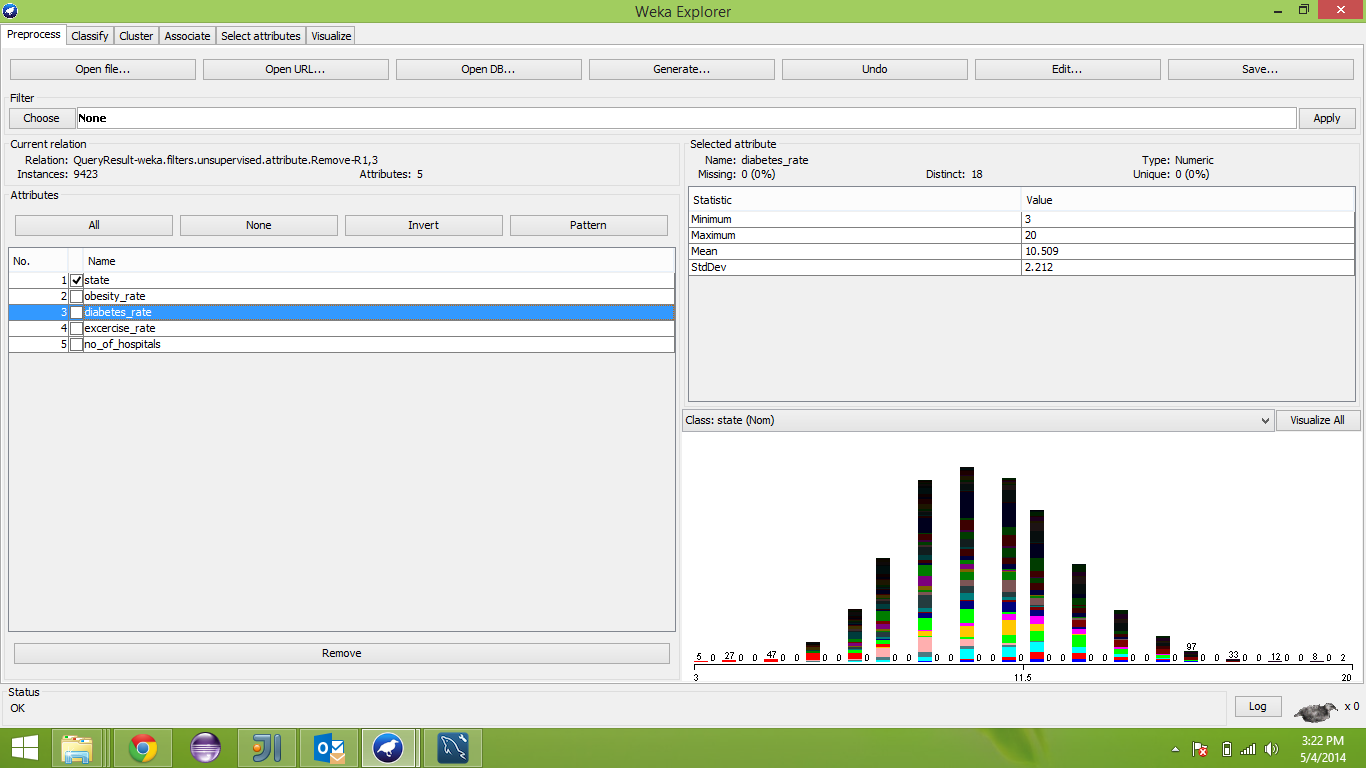 Weka Explorer
Preprocess Classify Cluster Associate Select attributes Visualize
Open file... Open URL... Open DB... Generate... Undo Edit... Save...
Filter
Choose None Apply
Current relation
Relation: QueryResult-weka.filters.unsupervised.attribute.Remove-R1,3
Instances: 9423 Attributes: 5
Attributes
All None Invert Pattern
No. Name
1 state
2 obesity_rate
3 diabetes_rate
4 excercise_rate
5 no_of_hospitals
Remove
Selected attribute
Name: diabetes_rate Type: Numeric
Missing: 0 (0%) Distinct: 18 Unique: 0 (0%)
Statistic Value
Minimum 3
Maximum 20
Mean 10.509
StdDev 2.212
Class: state (Nom) Visualize All
97
5 0 27 0 0 47 0 0 0 0 0 0 0 0 0 0 0 0 0 0 0 0 0 33 0 0 12 0 0 8 0 2
3 11.5 20
Status
OK
Log x 0
3:22 PM
5/4/2014